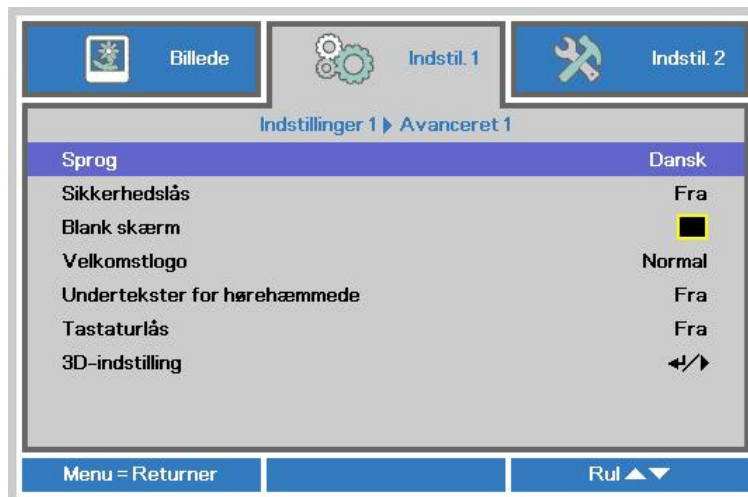 Billede
Indstil. 1
Indstil. 2
Indstillinger 1 ▶ Avanceret 1
Sprog Dansk
Sikkerhedslås Fra
Blank skærm
Velkomstlogo Normal
Undertekster for hørehæmmede Fra
Tastaturlås Fra
3D-indstilling ↵/▶
Menu = Returner Rul ▲▼